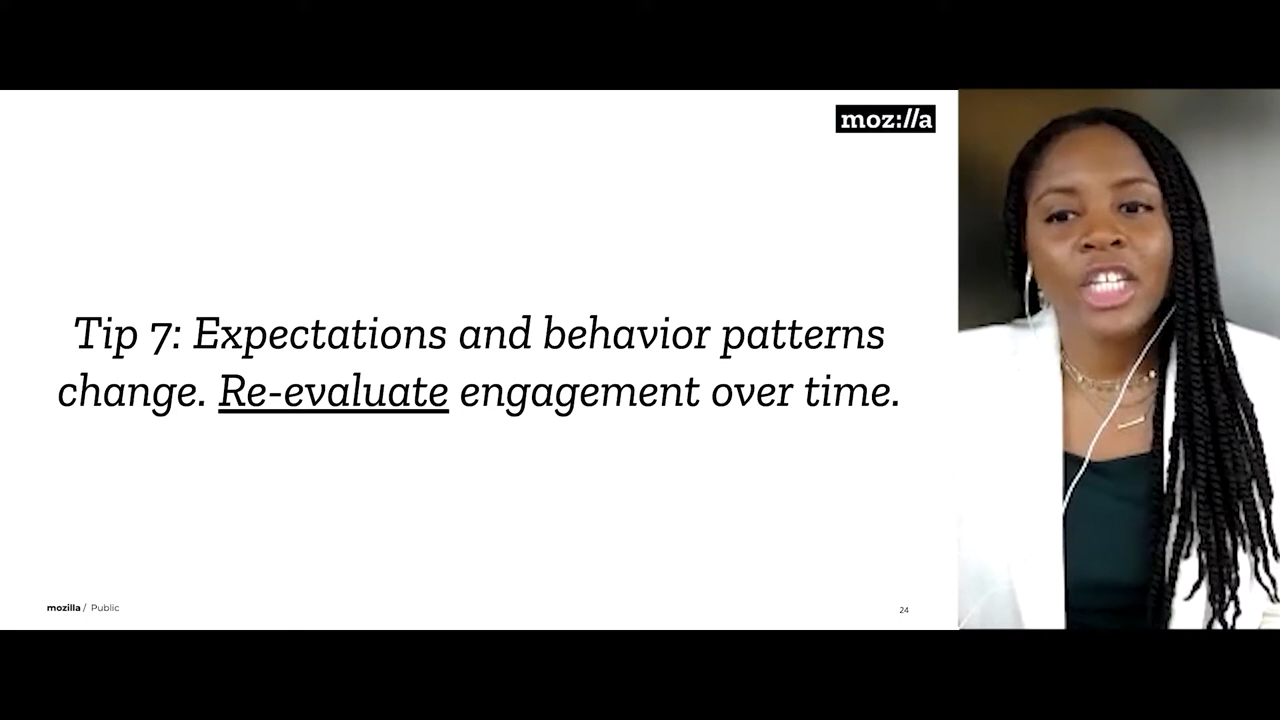 moz://a
Tip 7: Expectations and behavior patterns
change. Re-evaluate engagement over time.
mozilla / Public
24